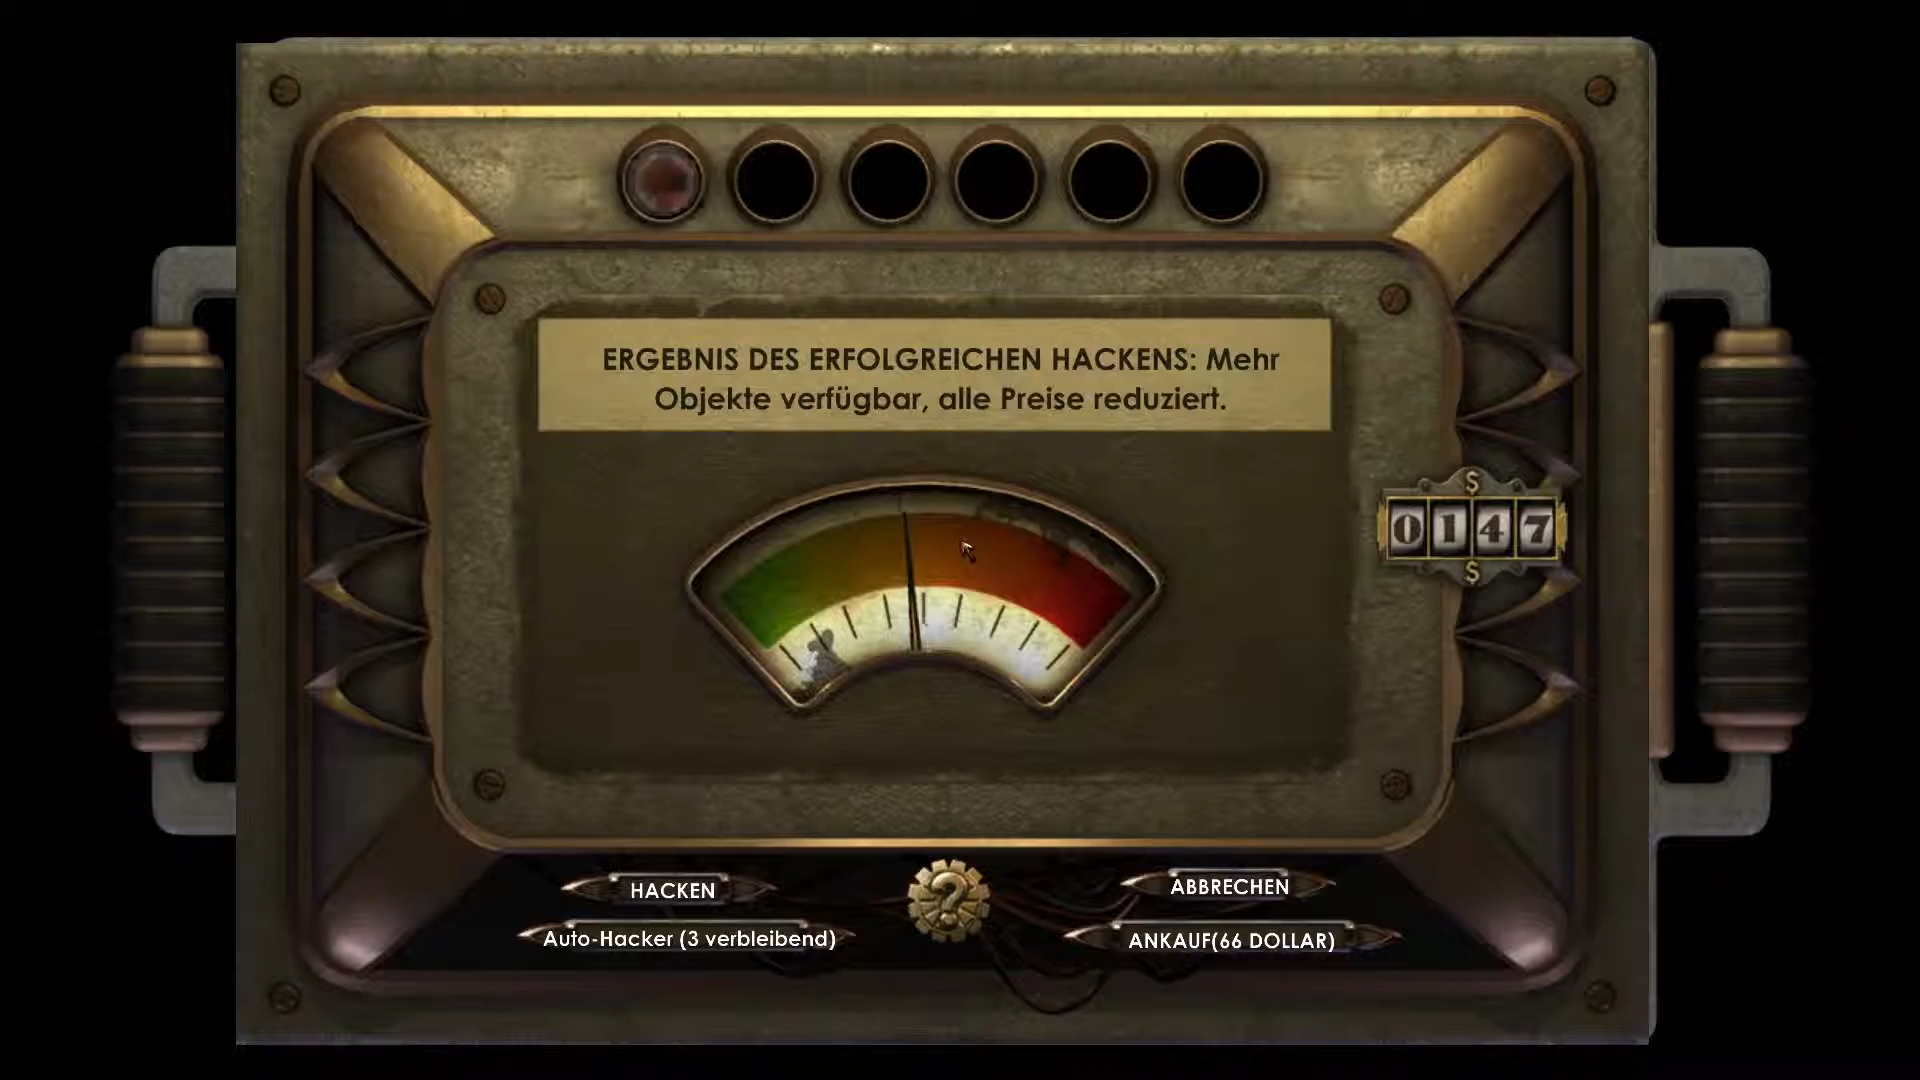 ERGEBNIS DES ERFOLGREICHEN HACKENS: Mehr
Objekte verfügbar, alle Preise reduziert.
$
0147
$
HACKEN
?
ABBRECHEN
Auto-Hacker (3 verbleibend)
ANKAUF(66 DOLLAR)